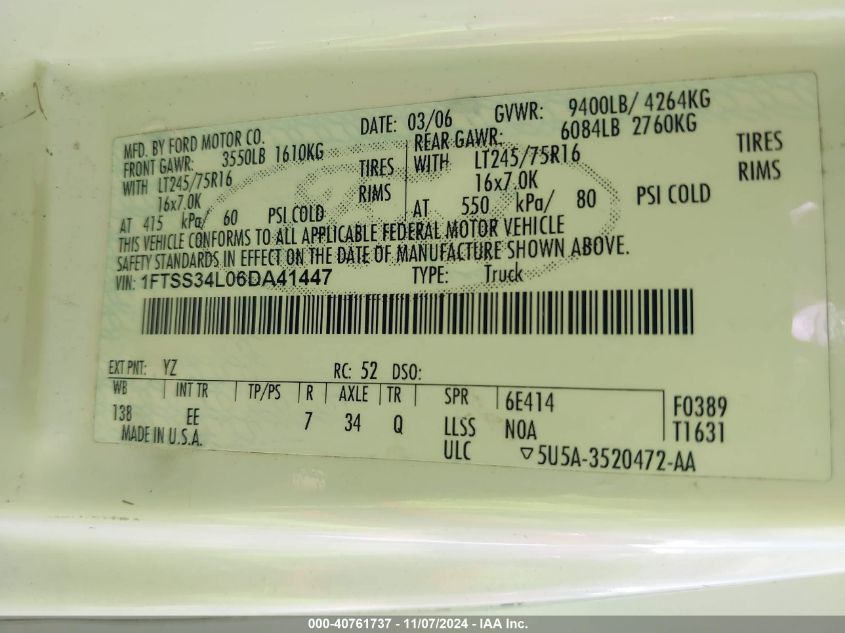 MFD. BY FORD MOTOR CO.
DATE: 03/06 GVWR: 9400LB/ 4264KG
FRONT GAWR: 3550LB 1610KG
REAR GAWR: 6084LB 2760KG
WITH LT245/75R16 TIRES
WITH LT245/75R16 TIRES
16x7.0K RIMS
16x7.0K RIMS
AT 415 kPa/ 60 PSI COLD
AT 550 kPa/ 80 PSI COLD
THIS VEHICLE CONFORMS TO ALL APPLICABLE FEDERAL MOTOR VEHICLE
SAFETY STANDARDS IN EFFECT ON THE DATE OF MANUFACTURE SHOWN ABOVE.
VIN: 1FTSS34L06DA41447 TYPE: Truck
EXT PNT: YZ RC: 52 DSO:
WB INT TR TP/PS R AXLE TR SPR 6E414 F0389
138 EE 7 34 Q LLSS NOA T1631
MADE IN U.S.A. ULC ▽5U5A-3520472-AA
000-40761737 - 11/07/2024 - IAA Inc.